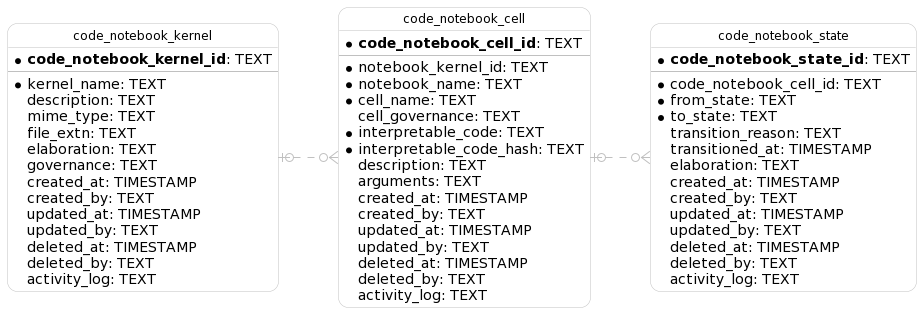 code_notebook_kernel
● code_notebook_kernel_id: TEXT
● kernel_name: TEXT
description: TEXT
mime_type: TEXT
file_extn: TEXT
elaboration: TEXT
governance: TEXT
created_at: TIMESTAMP
created_by: TEXT
updated_at: TIMESTAMP
updated_by: TEXT
deleted_at: TIMESTAMP
deleted_by: TEXT
activity_log: TEXT
code_notebook_cell
● code_notebook_cell_id: TEXT
● notebook_kernel_id: TEXT
● notebook_name: TEXT
● cell_name: TEXT
cell_governance: TEXT
● interpretable_code: TEXT
● interpretable_code_hash: TEXT
description: TEXT
arguments: TEXT
created_at: TIMESTAMP
created_by: TEXT
updated_at: TIMESTAMP
updated_by: TEXT
deleted_at: TIMESTAMP
deleted_by: TEXT
activity_log: TEXT
code_notebook_state
● code_notebook_state_id: TEXT
● code_notebook_cell_id: TEXT
● from_state: TEXT
● to_state: TEXT
transition_reason: TEXT
transitioned_at: TIMESTAMP
elaboration: TEXT
created_at: TIMESTAMP
created_by: TEXT
updated_at: TIMESTAMP
updated_by: TEXT
deleted_at: TIMESTAMP
deleted_by: TEXT
activity_log: TEXT